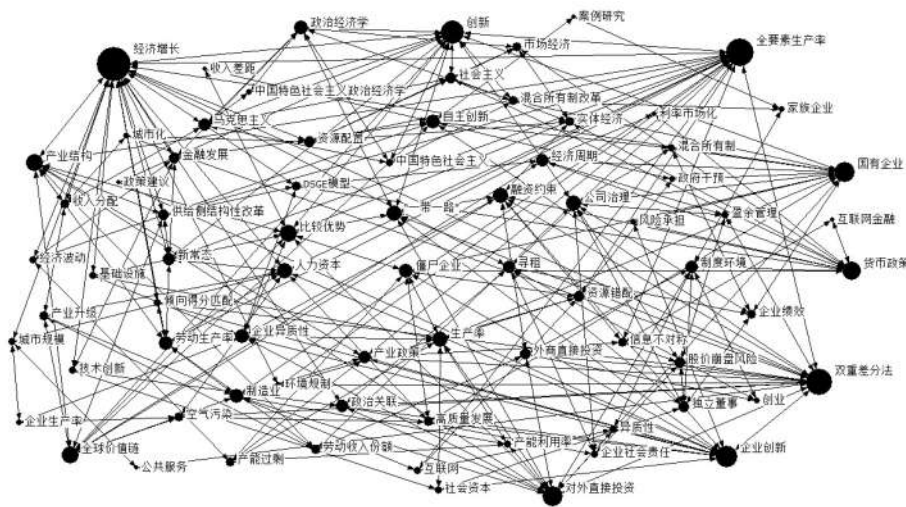 案例研究
政治经济学
创新
市场经济
经济增长
全要素生产率
收入差距
社会主义
中国特色社会主义政治经济学
混合所有制改革
家族企业
马克思主义
自主创新
实体经济
利率市场化
城市化
资源配置
混合所有制
产业结构
金融发展
中国特色社会主义
经济周期
国有企业
政策建议
DSGE模型
政府干预
收入分配
融资约束
公司治理
供给侧结构性改革
一带一路
风险承担
盈余管理
互联网金融
比较优势
经济波动
新常态
基础设施
人力资本
僵尸企业
寻租
制度环境
货币政策
倾向得分匹配
资源错配
产业升级
企业绩效
城市规模
劳动生产率
企业异质性
生产率
信息不对称
产业政策
外商直接投资
股价崩盘风险
技术创新
环境规制
双重差分法
制造业
政治关联
独立董事
创业
企业生产率
空气污染
高质量发展
异质性
全球价值链
劳动收入份额
产能利用率
企业社会责任
企业创新
公共服务
产能过剩
互联网
社会资本
对外直接投资